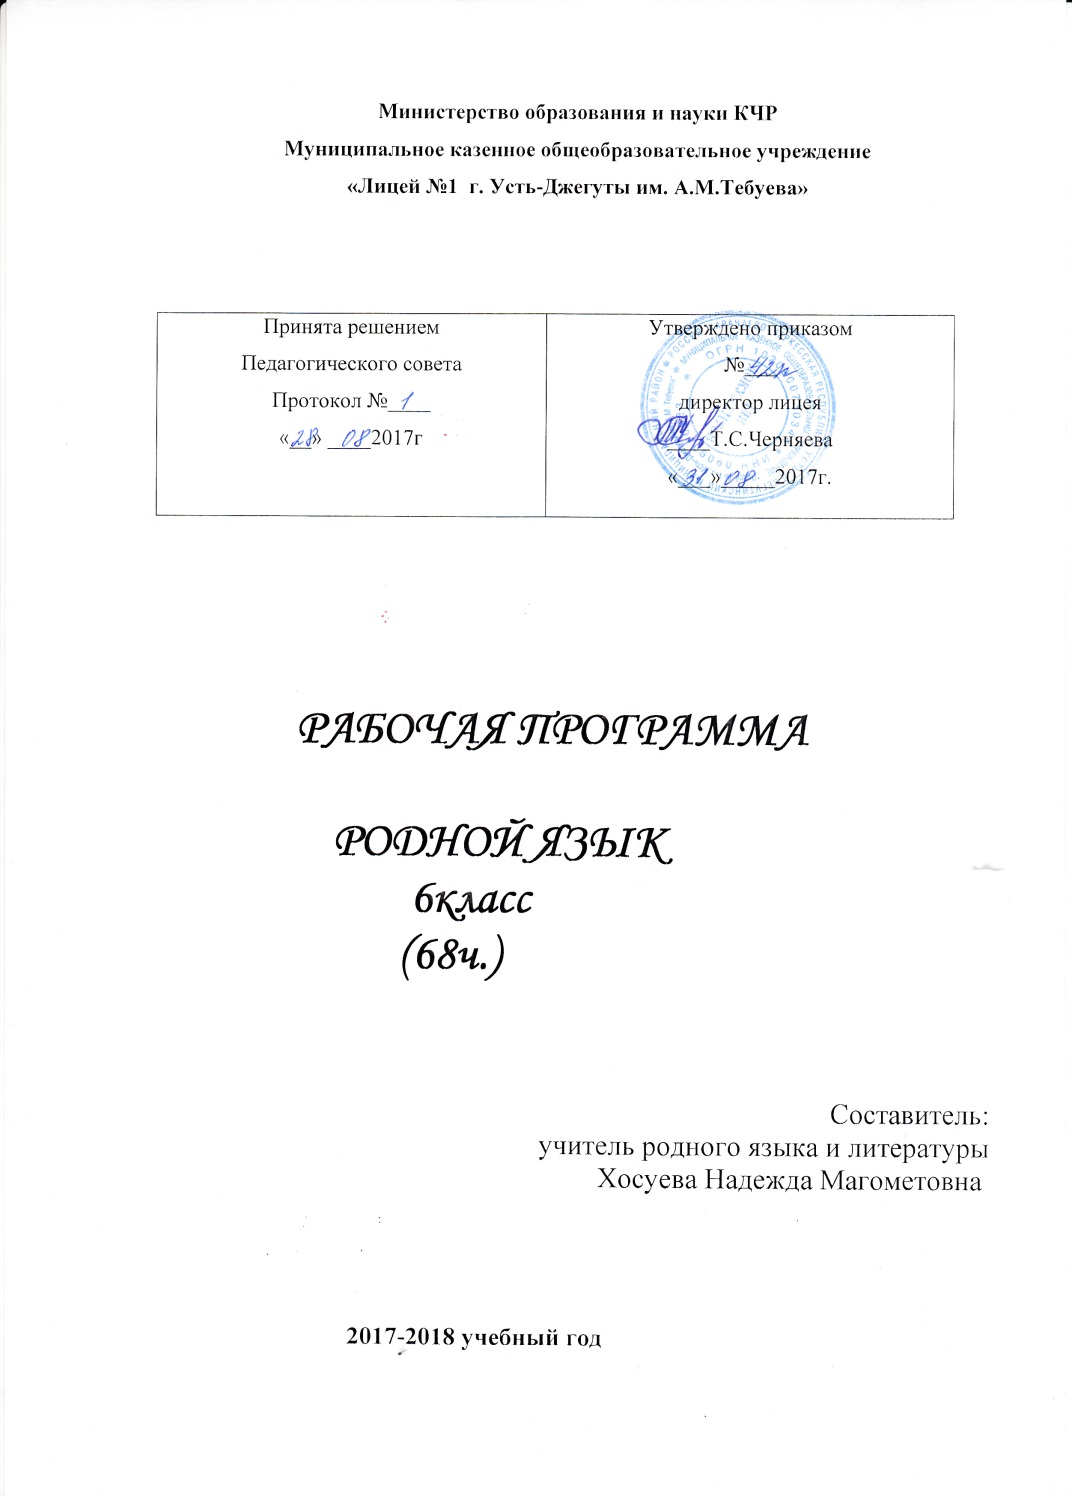 Министерство образования и науки КЧР
Муниципальное казенное общеобразовательное учреждение
«Лицей №1 г. Усть-Джегуты им. А.М.Тебуева»
Принята решением
Педагогического совета
Протокол № 1
«28» 08 2017г
Утверждено приказом
№
директор лицея
Т.С.Черняева
«31» 08 2017г.
РАБОЧАЯ ПРОГРАММА
РОДНОЙ ЯЗЫК
6класс
(68ч.)
Составитель:
учитель родного языка и литературы
Хосуева Надежда Магометовна
2017-2018 учебный год